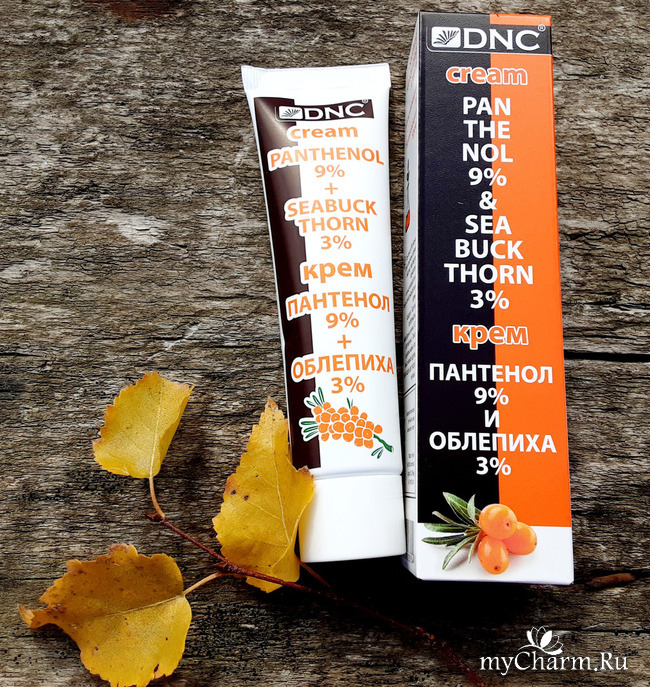 DNC®
cream
PANTHENOL
9%
+
SEABUCK
THORN
3%
крем
ПАНТЕНОЛ
9%
+
ОБЛЕПИХА
3%
DNC®
cream
PAN
THE
NOL
9%
&
SEA
BUCK
THORN
3%
крем
ПАНТЕНОЛ
9%
И
ОБЛЕПИХА
3%
myCharm.Ru